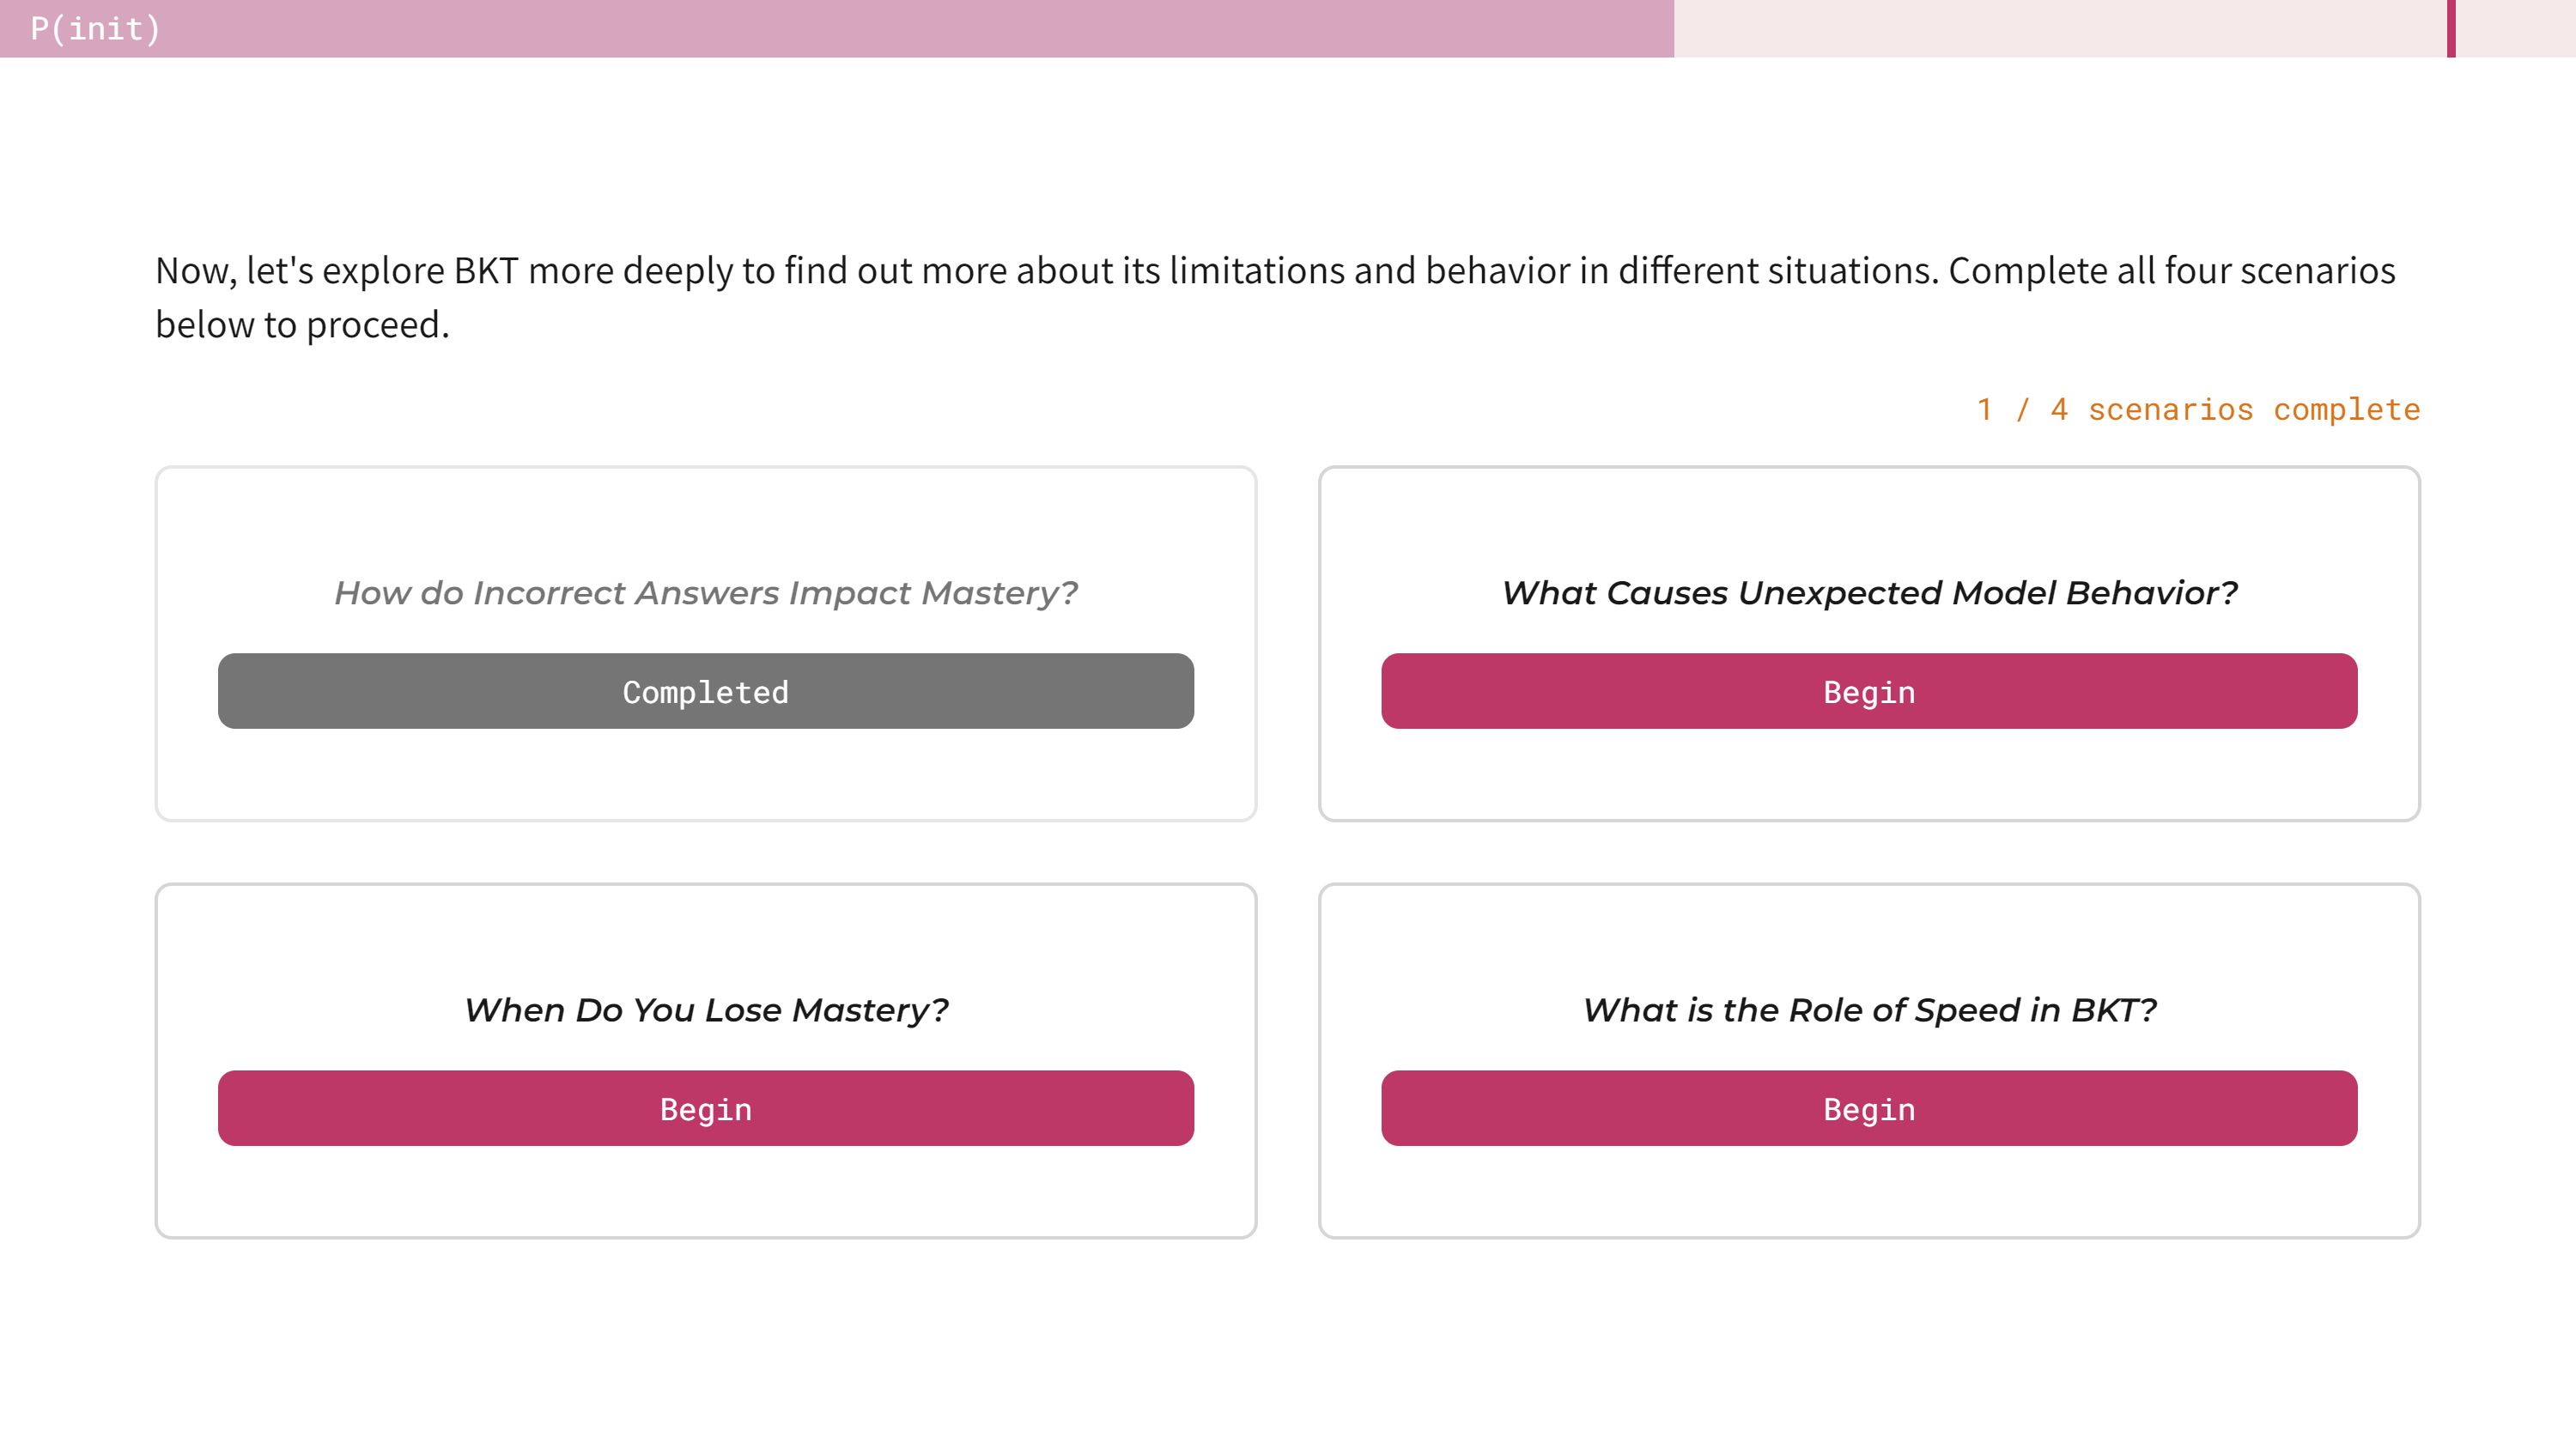 P(init)
Now, let's explore BKT more deeply to find out more about its limitations and behavior in different situations. Complete all four scenarios
below to proceed.
1 / 4 scenarios complete
How do Incorrect Answers Impact Mastery?
Completed
What Causes Unexpected Model Behavior?
Begin
When Do You Lose Mastery?
Begin
What is the Role of Speed in BKT?
Begin